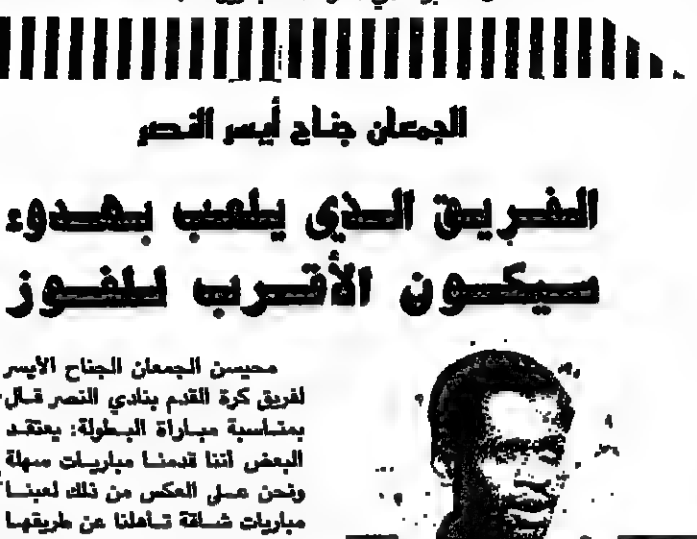 الجمعان جناح أيسر النصر
الفريق الذي يلعب بهدوء
سيكون الأقرب للفوز
محيسن الجمعان الجناح الأيسر
لفريق كرة القدم بنادي النصر قال
بمناسبة مباراة البطولة: يعتقد
البعض أننا قدمنا مباريات سهلة
ونحن على العكس من ذلك لعبنا
مباريات شاقة تأهلنا عن طريقها